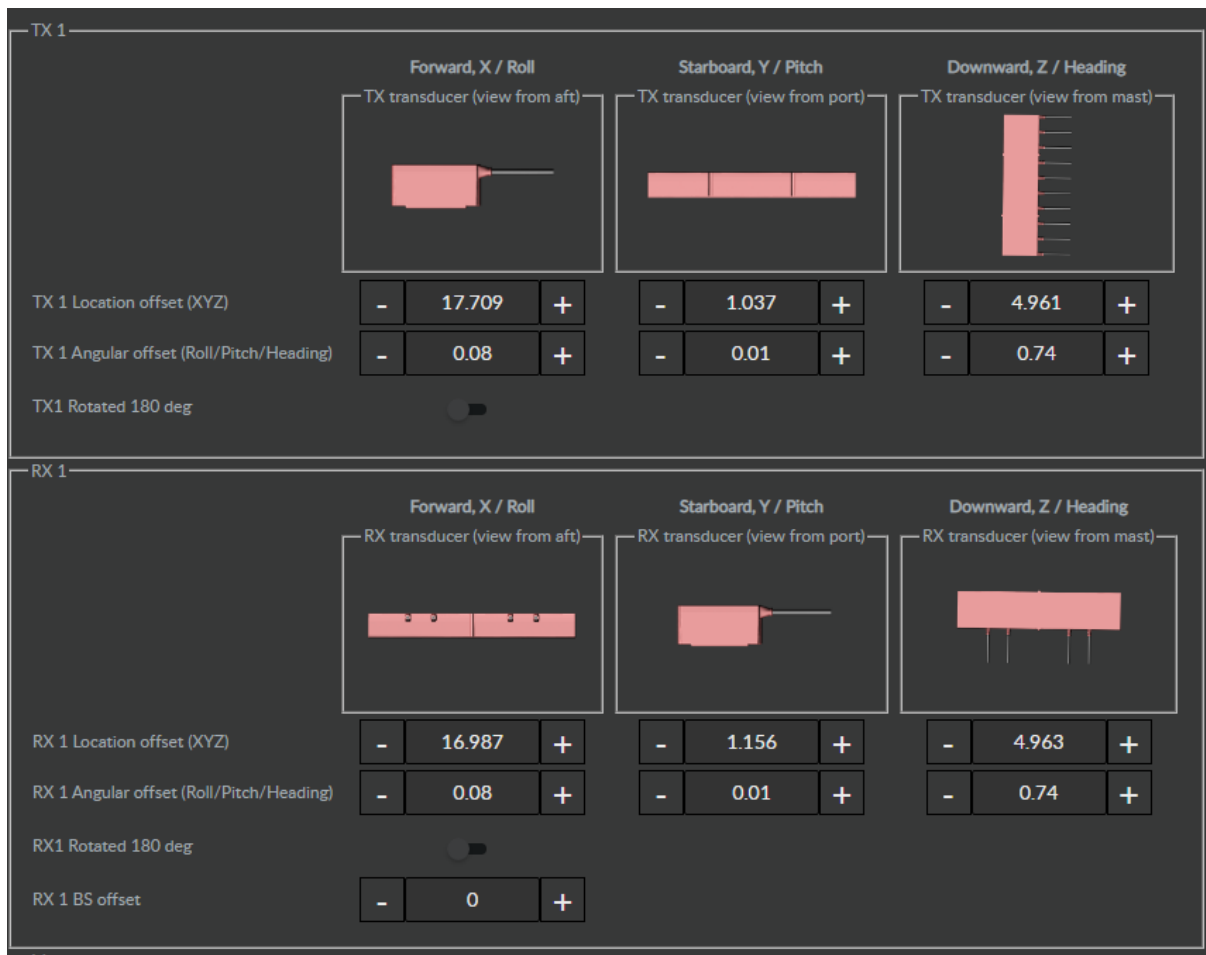 TX 1
Forward, X / Roll Starboard, Y / Pitch Downward, Z / Heading
TX transducer (view from aft) TX transducer (view from port) TX transducer (view from mast)
TX 1 Location offset (XYZ) - 17.709 + - 1.037 + - 4.961 +
TX 1 Angular offset (Roll/Pitch/Heading) - 0.08 + - 0.01 + - 0.74 +
TX1 Rotated 180 deg
RX 1
Forward, X / Roll Starboard, Y / Pitch Downward, Z / Heading
RX transducer (view from aft) RX transducer (view from port) RX transducer (view from mast)
RX 1 Location offset (XYZ) - 16.987 + - 1.156 + - 4.963 +
RX 1 Angular offset (Roll/Pitch/Heading) - 0.08 + - 0.01 + - 0.74 +
RX1 Rotated 180 deg
RX 1 BS offset - 0 +